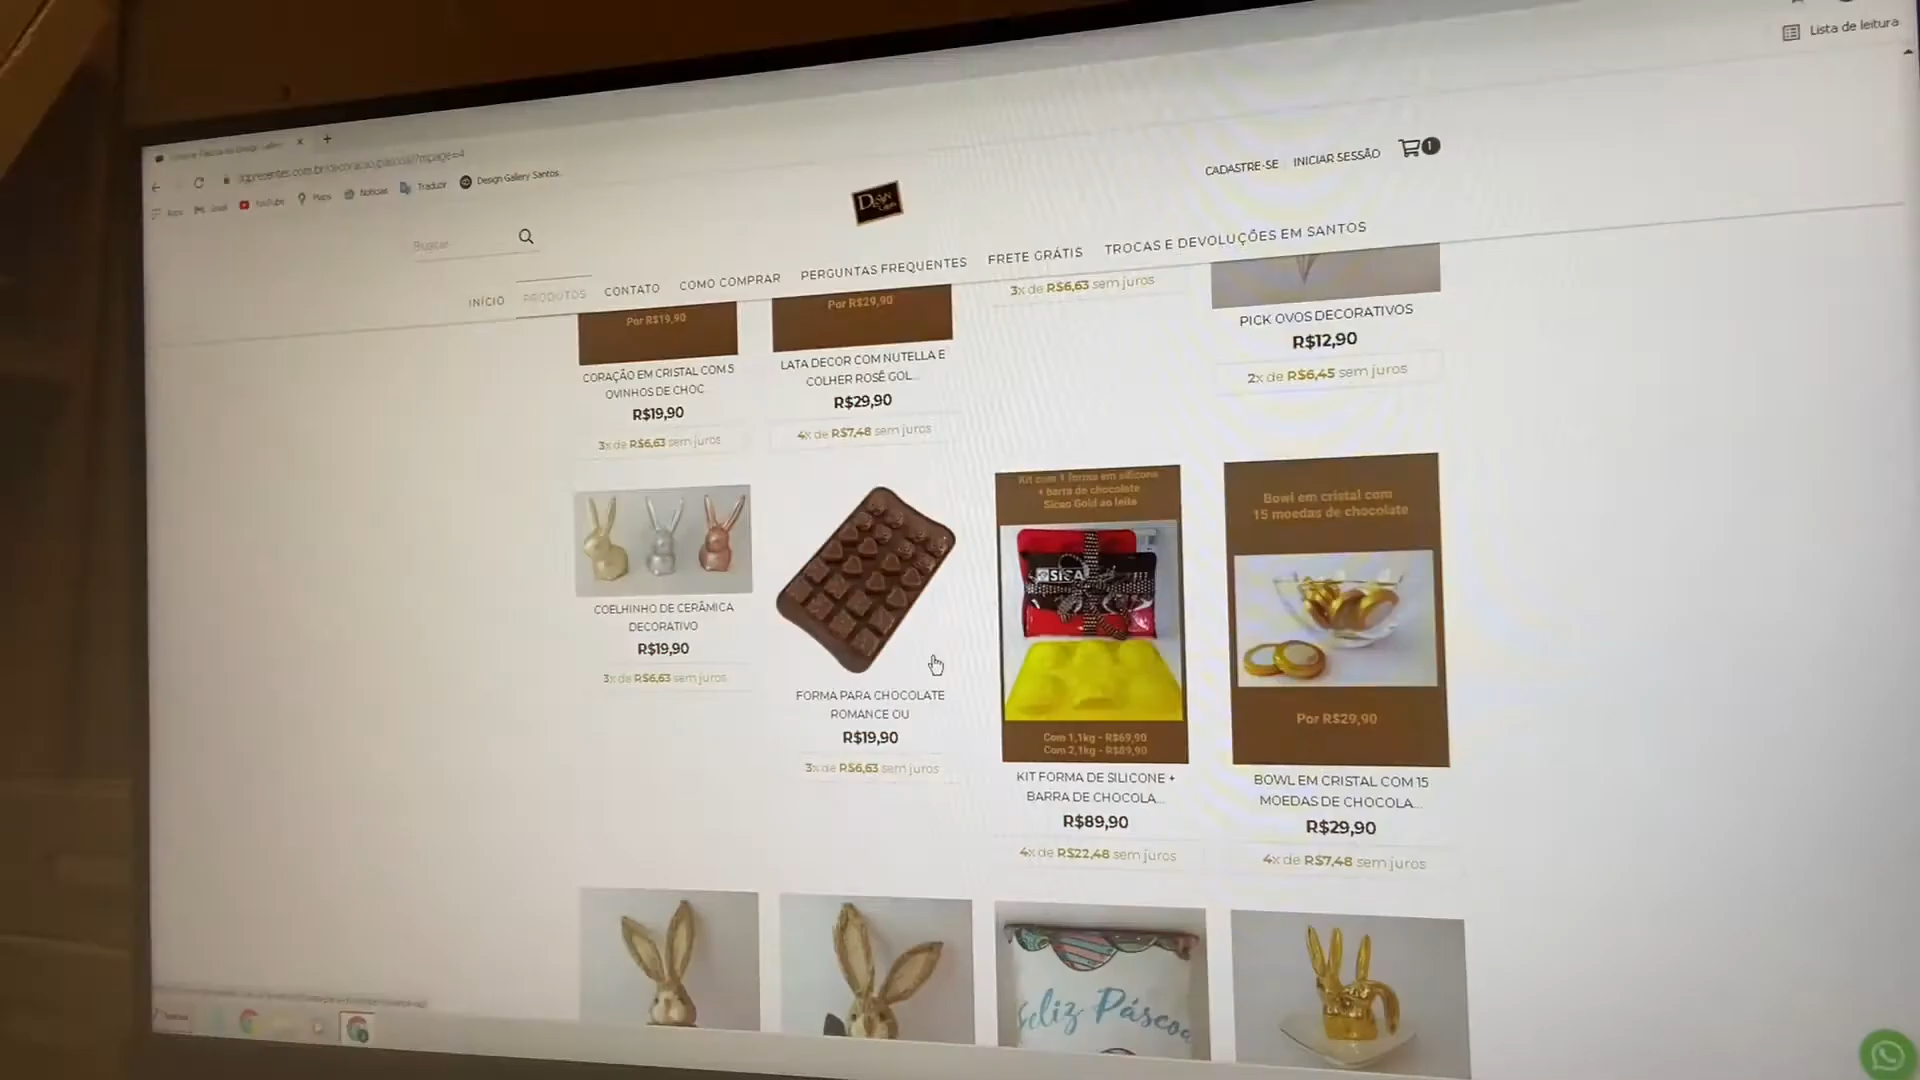 Lista de leitura
YouTube
Maps
Notícias
Traduzir
Design Gallery Santos
Buscar
CADASTRE-SE
INICIAR SESSÃO
1
INÍCIO
PRODUTOS
CONTATO
COMO COMPRAR
PERGUNTAS FREQUENTES
FRETE GRÁTIS
TROCAS E DEVOLUÇÕES EM SANTOS
Por R$19,90
CORAÇÃO EM CRISTAL COM 5
OVINHOS DE CHOC...
R$19,90
3x de R$6,63 sem juros
Por R$29,90
LATA DECOR COM NUTELLA E
COLHER ROSÊ GOL...
R$29,90
4x de R$7,48 sem juros
3x de R$6,63 sem juros
PICK OVOS DECORATIVOS
R$12,90
2x de R$6,45 sem juros
COELHINHO DE CERÂMICA
DECORATIVO
R$19,90
3x de R$6,63 sem juros
FORMA PARA CHOCOLATE
ROMANCE OU
R$19,90
3x de R$6,63 sem juros
Kit com 1 forma em silicone
+ barra de chocolate
Sicao Gold ao leite
SICA
Com 1,1kg - R$69,90
Com 2,1kg - R$89,90
KIT FORMA DE SILICONE +
BARRA DE CHOCOLA...
R$89,90
4x de R$22,48 sem juros
Bowl em cristal com
15 moedas de chocolate
Por R$29,90
BOWL EM CRISTAL COM 15
MOEDAS DE CHOCOLA...
R$29,90
4x de R$7,48 sem juros
Feliz Páscoa